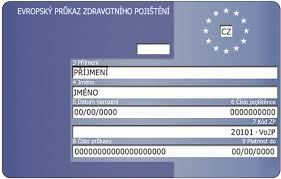 EVROPSKÝ PRŮKAZ ZDRAVOTNÍHO POJIŠTĚNÍ
CZ
3 Příjmení
PŘÍJMENÍ
4 Jméno
JMÉNO
5 Datum narození 6 Číslo pojištěnce
00/00/0000 0000000000
7 Kód ZP
20101 - VoZP
8 Číslo průkazu 9 Platnost do
00000000000000000000 00/00/0000